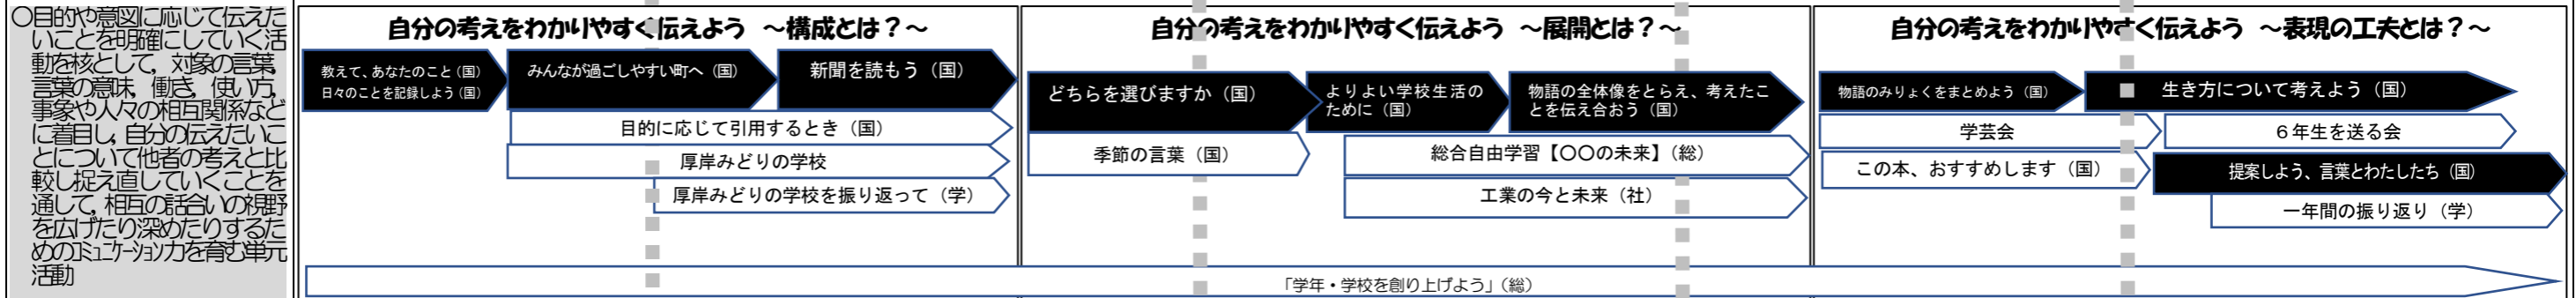 〇目的や意図に応じて伝えた
いことを明確にしていく活
動を核として，対象の言葉，
言葉の意味，働き，使い方，
事象や人々の相互関係など
に着目し，自分の伝えたいこ
とについて他者の考えと比
較し捉え直していくことを
通して，相互の話合いの視野
を広げたり深めたりするた
めのｺﾐｭﾆｹｰｼｮﾝ力を育む単元
活動
自分の考えをわかりやすく伝えよう ～構成とは？～
教えて、あなたのこと（国）
日々のことを記録しよう（国）
みんなが過ごしやすい町へ（国）
新聞を読もう（国）
目的に応じて引用するとき（国）
厚岸みどりの学校
厚岸みどりの学校を振り返って（学）
自分の考えをわかりやすく伝えよう ～展開とは？～
どちらを選びますか（国）
よりよい学校生活の
ために（国）
物語の全体像をとらえ、考えたこ
とを伝え合おう（国）
季節の言葉（国）
総合自由学習【〇〇の未来】（総）
工業の今と未来（社）
自分の考えをわかりやすく伝えよう ～表現の工夫とは？～
物語のみりょくをまとめよう（国）
生き方について考えよう（国）
学芸会
６年生を送る会
この本、おすすめします（国）
提案しよう、言葉とわたしたち（国）
一年間の振り返り（学）
「学年・学校を創り上げよう」（総）